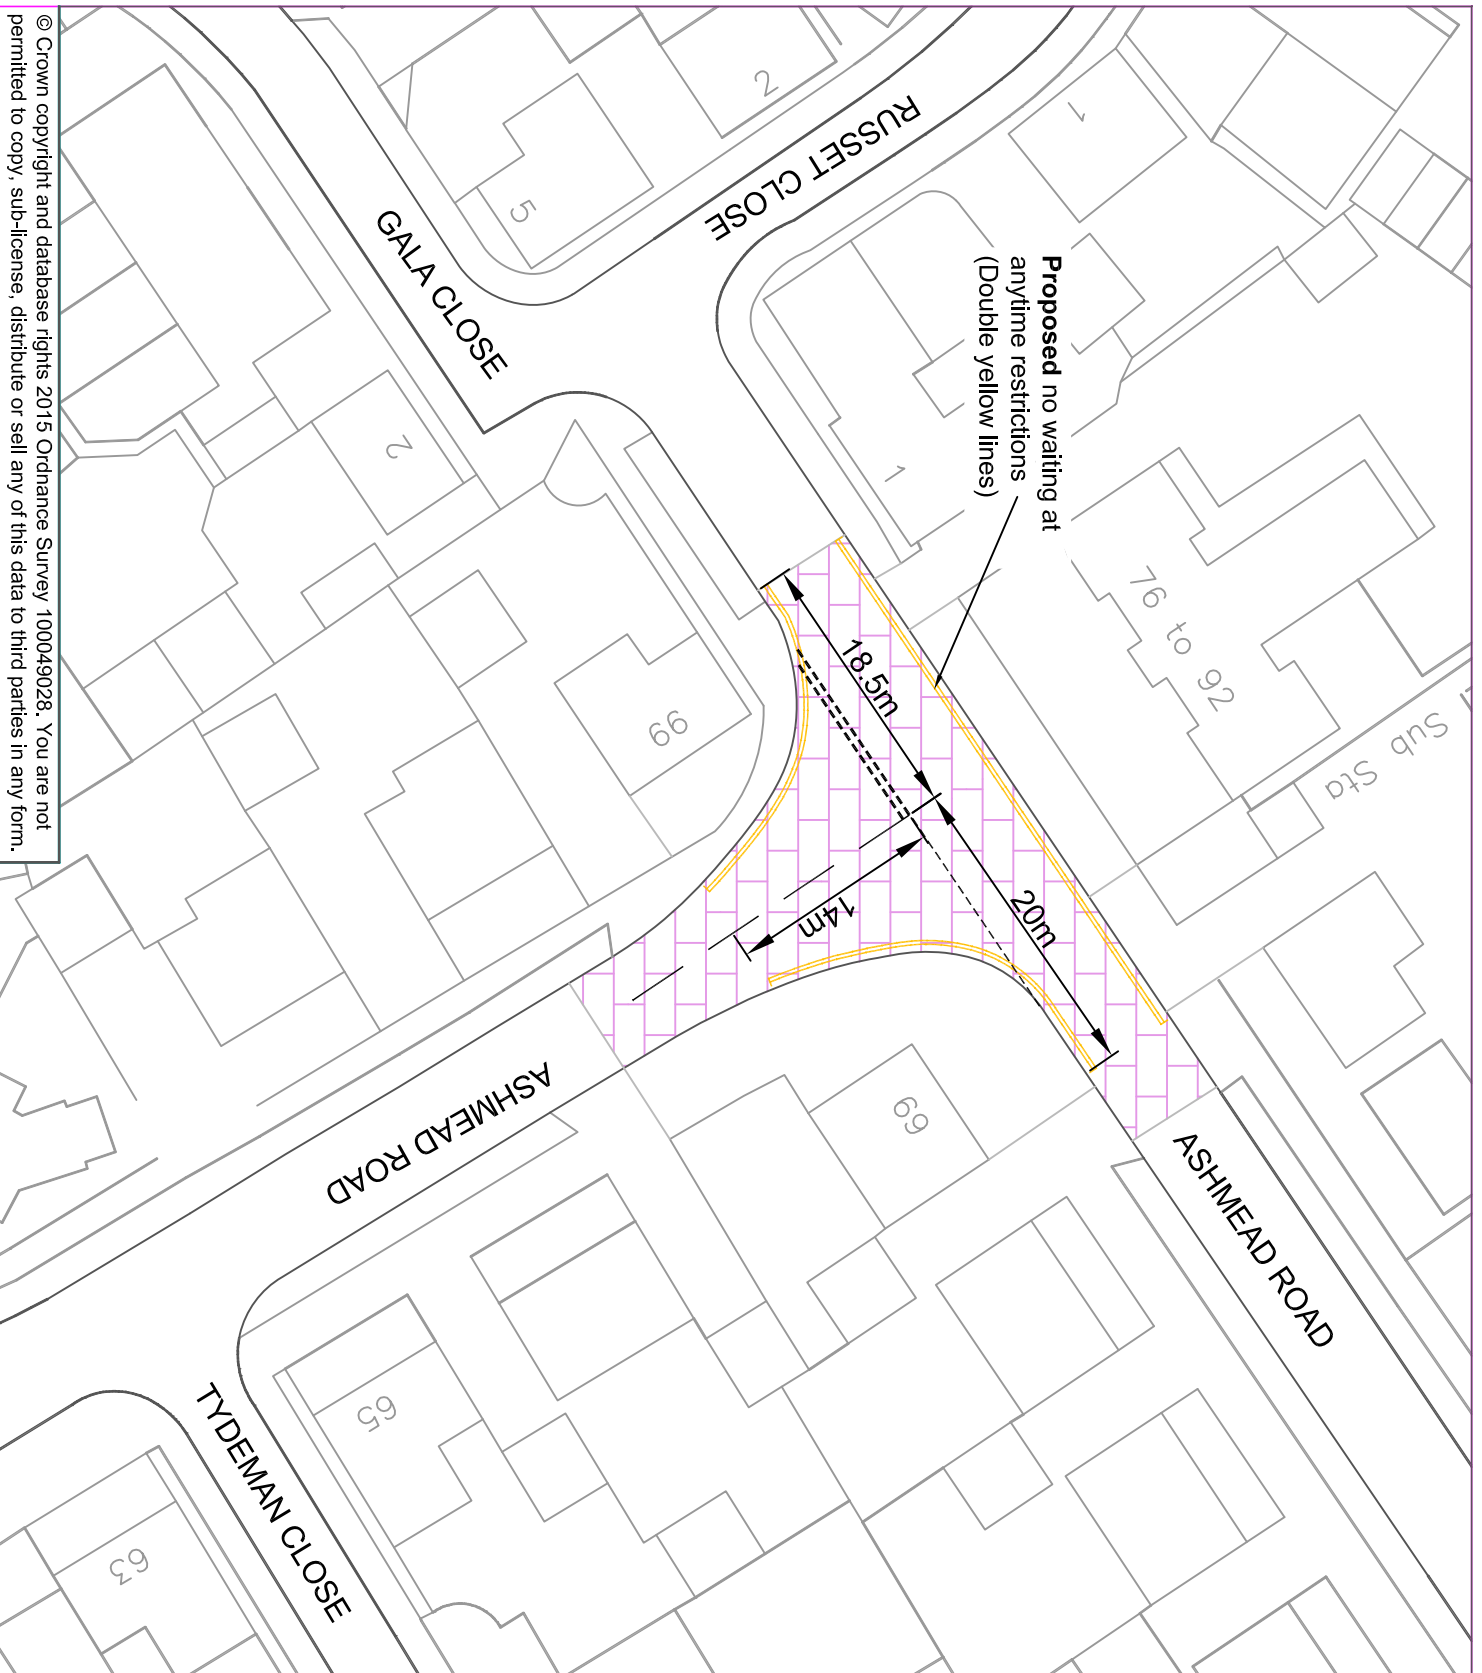 RUSSET CLOSE
GALA CLOSE
Proposed no waiting at
anytime restrictions
(Double yellow lines)
2
1
5
1
2
76 to 92
Sub Sta
99
18.5m
20m
14m
69
ASHMEAD ROAD
ASHMEAD ROAD
65
TYDEMAN CLOSE
63
© Crown copyright and database rights 2015 Ordnance Survey 100049028. You are not
permitted to copy, sub-license, distribute or sell any of this data to third parties in any form.